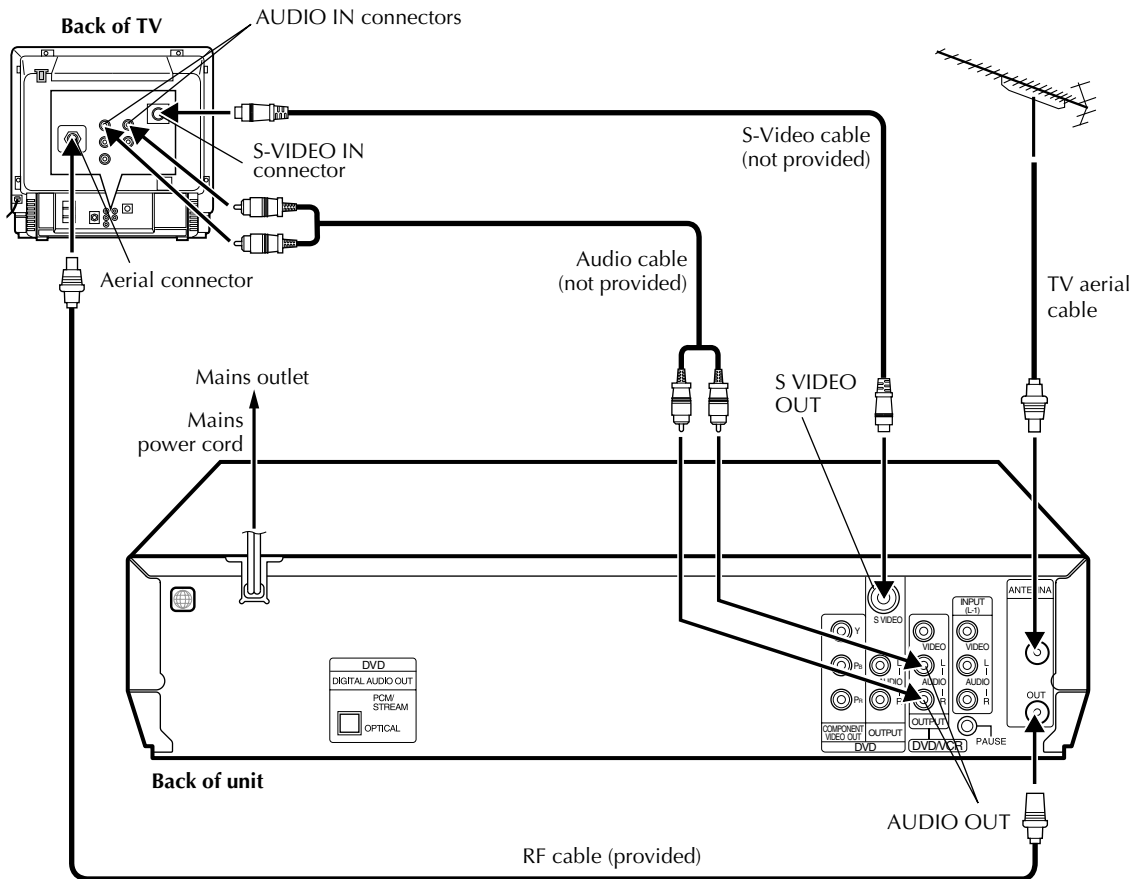 Back of TV
AUDIO IN connectors
S-VIDEO IN
connector
S-Video cable
(not provided)
Aerial connector
Audio cable
(not provided)
TV aerial
cable
Mains outlet
Mains
power cord
S VIDEO
OUT
ANTENNA
INPUT
(L-1)
S VIDEO
Y
VIDEO
VIDEO
PB
L
L
L
AUDIO
AUDIO
AUDIO
PR
R
R
R
OUT
COMPONENT
VIDEO OUT
OUTPUT
OUTPUT
PAUSE
DVD
DVD/VCR
DVD
DIGITAL AUDIO OUT
PCM/
STREAM
OPTICAL
Back of unit
AUDIO OUT
RF cable (provided)